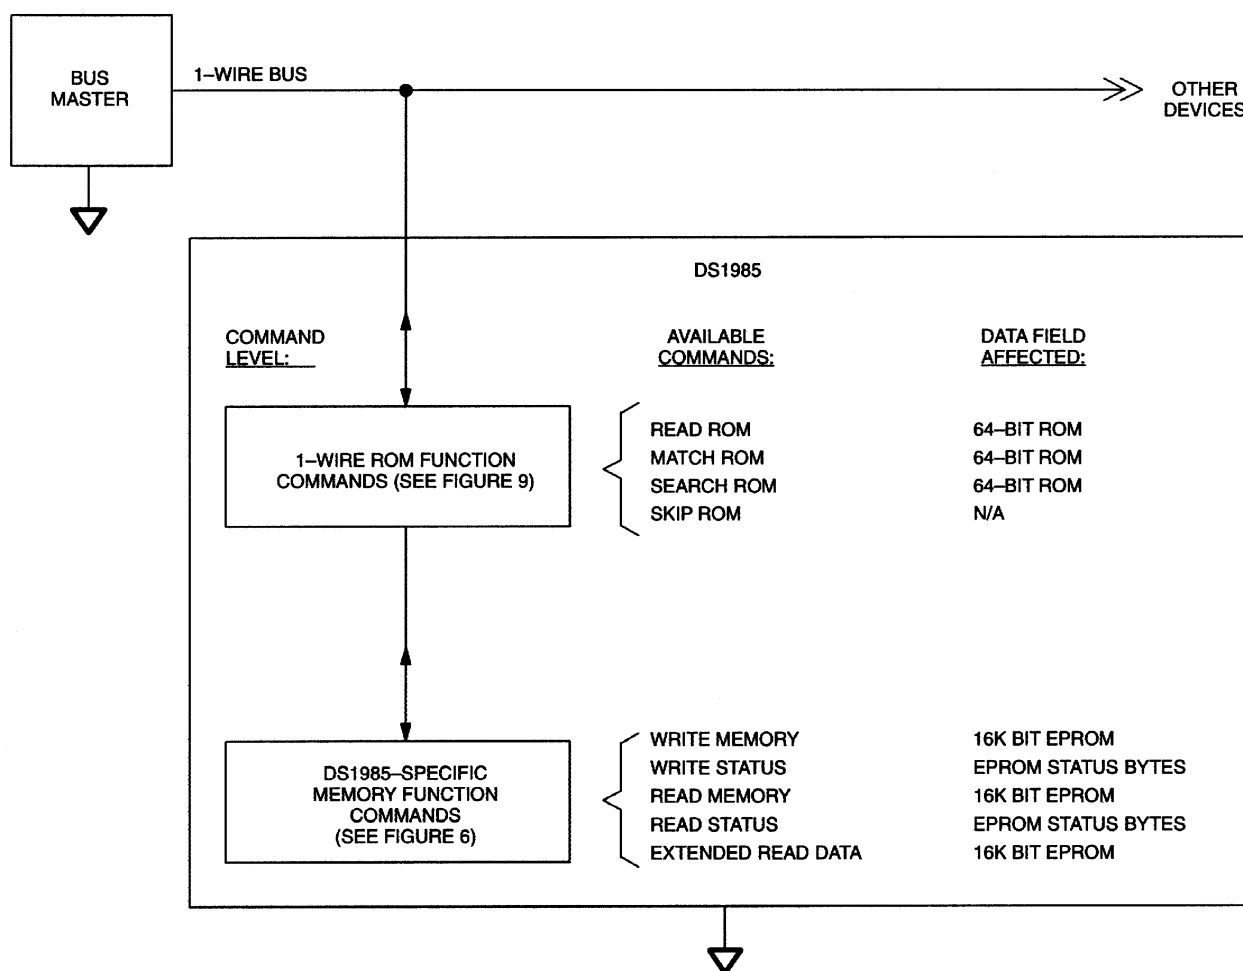 BUS
MASTER
1–WIRE BUS
OTHER
DEVICES
DS1985
COMMAND
LEVEL:
AVAILABLE
COMMANDS:
DATA FIELD
AFFECTED:
1–WIRE ROM FUNCTION
COMMANDS (SEE FIGURE 9)
READ ROM 64–BIT ROM
MATCH ROM 64–BIT ROM
SEARCH ROM 64–BIT ROM
SKIP ROM N/A
DS1985–SPECIFIC
MEMORY FUNCTION
COMMANDS
(SEE FIGURE 6)
WRITE MEMORY 16K BIT EPROM
WRITE STATUS EPROM STATUS BYTES
READ MEMORY 16K BIT EPROM
READ STATUS EPROM STATUS BYTES
EXTENDED READ DATA 16K BIT EPROM